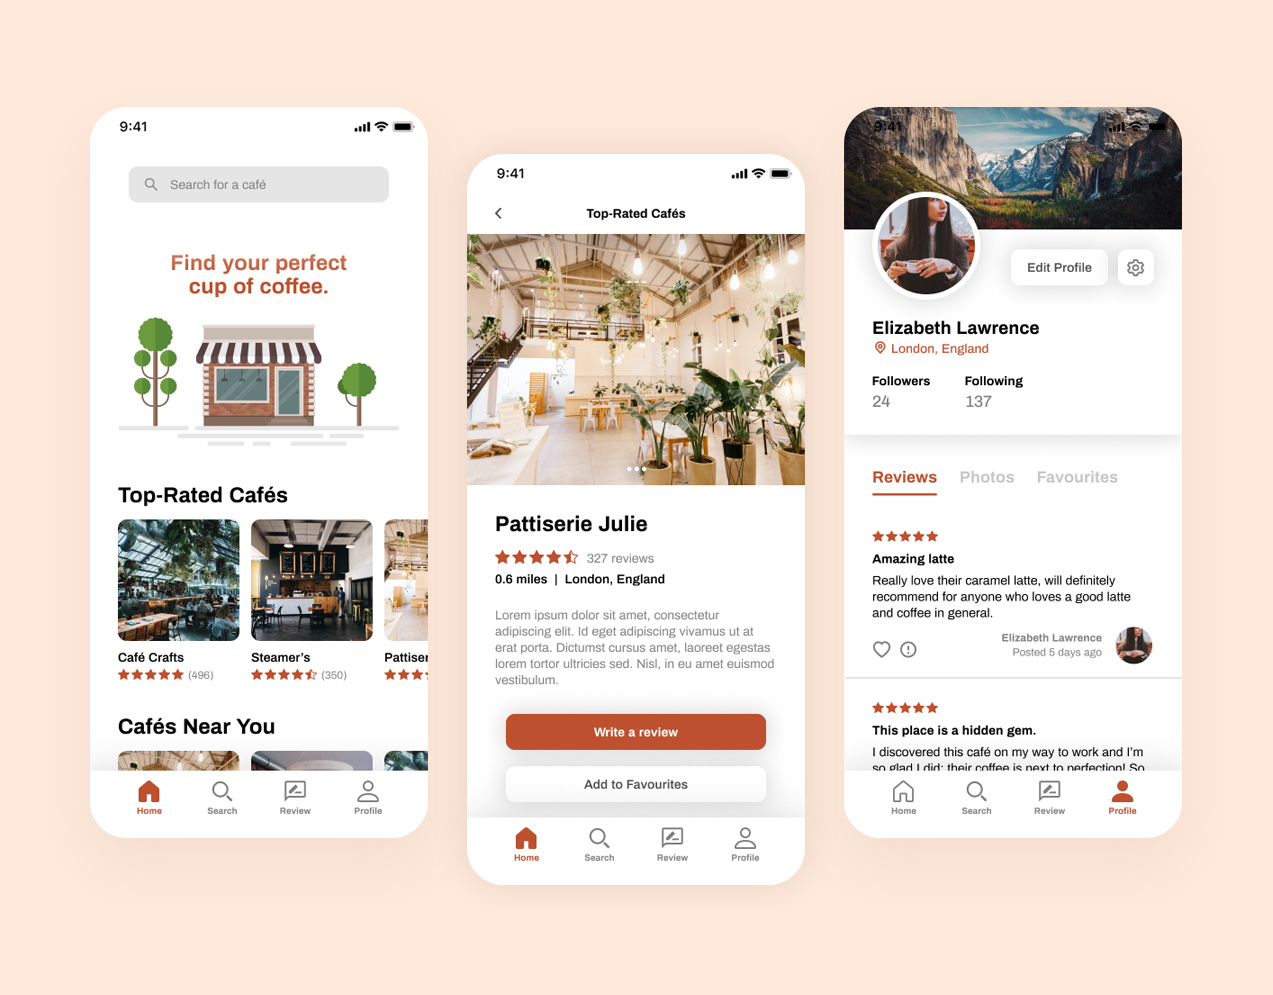 9:41
Search for a café
Find your perfect
cup of coffee.
Top-Rated Cafés
Café Crafts
(496)
Steamer's
(350)
Pattiser
Cafés Near You
Home
Search
Review
Profile
9:41
Top-Rated Cafés
Pattiserie Julie
327 reviews
0.6 miles | London, England
Lorem ipsum dolor sit amet, consectetur
adipiscing elit. Id eget adipiscing vivamus ut at
erat porta. Dictumst cursus amet, laoreet egestas
lorem tortor ultricies sed. Nisl, in eu amet euismod
vestibulum.
Write a review
Add to Favourites
Home
Search
Review
Profile
9:41
Edit Profile
Elizabeth Lawrence
London, England
Followers
Following
24
137
Reviews
Photos
Favourites
Amazing latte
Really love their caramel latte, will definitely
recommend for anyone who loves a good latte
and coffee in general.
Elizabeth Lawrence
Posted 5 days ago
This place is a hidden gem.
I discovered this café on my way to work and I'm
so glad I did; their coffee is next to perfection! So
Home
Search
Review
Profile